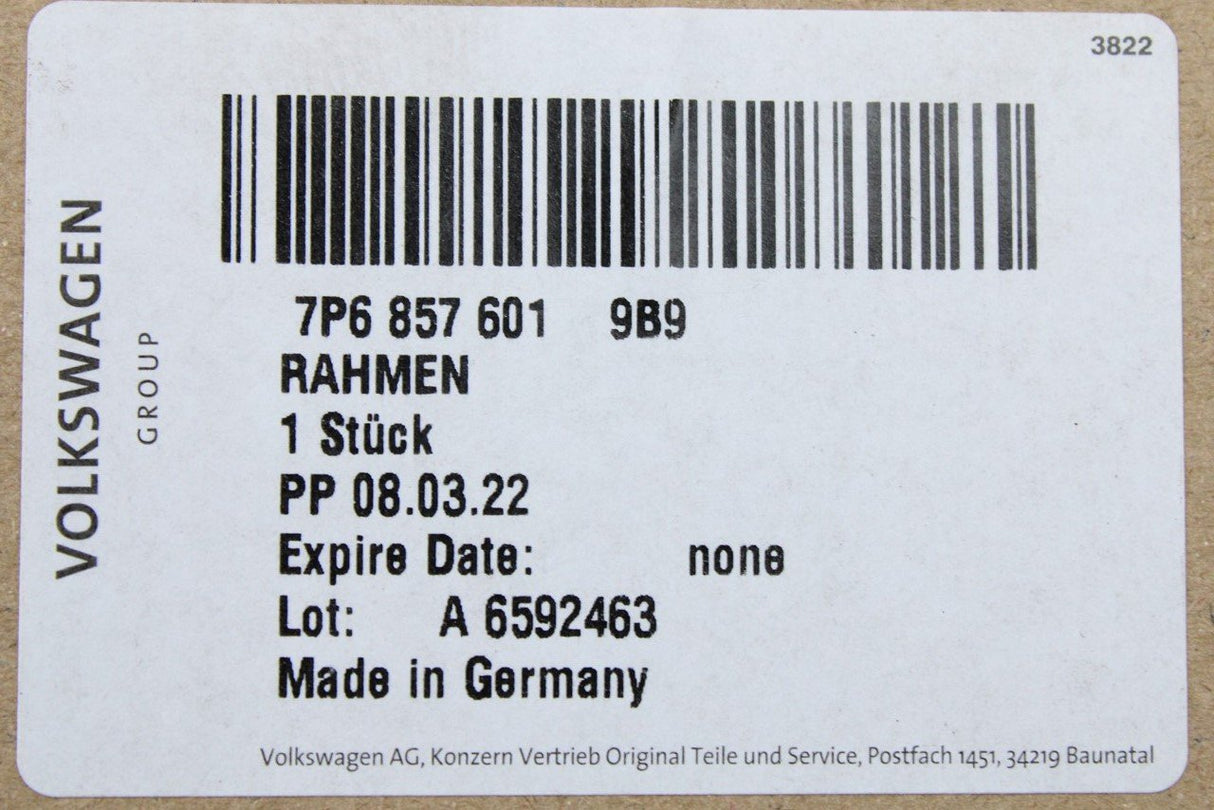 3822
VOLKSWAGEN
GROUP
7P6 857 601 9B9
RAHMEN
1 Stück
PP 08.03.22
Expire Date: none
Lot: A 6592463
Made in Germany
Volkswagen AG, Konzern Vertrieb Original Teile und Service, Postfach 1451, 34219 Baunatal